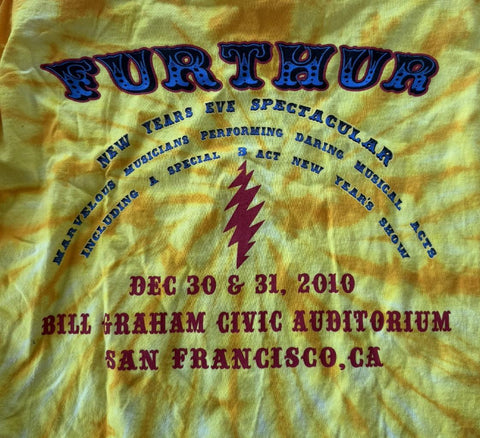 FURTHUR
NEW YEARS EVE SPECTACULAR
MARVELOUS MUSICIANS PERFORMING DARING MUSICAL ACTS
INCLUDING A SPECIAL 3 ACT NEW YEAR'S SHOW
DEC 30 & 31, 2010
BILL GRAHAM CIVIC AUDITORIUM
SAN FRANCISCO, CA